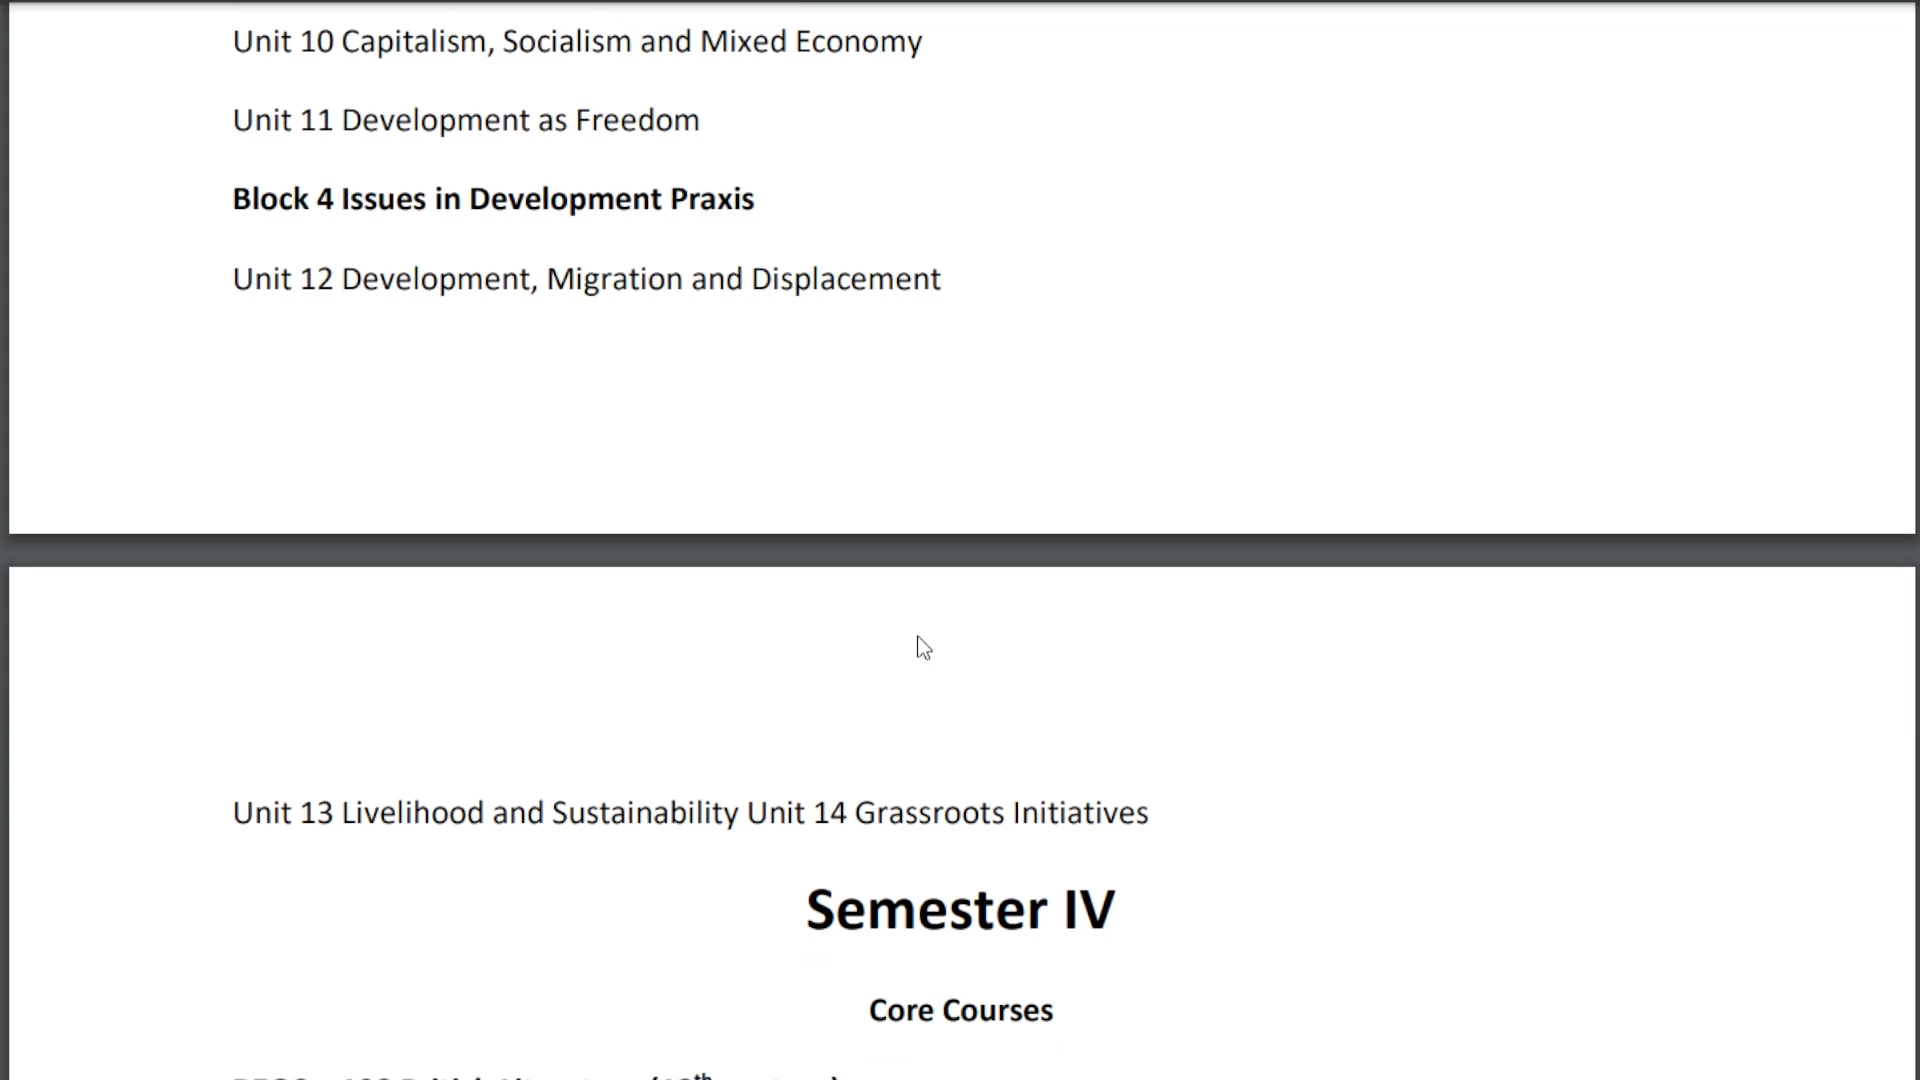 Unit 10 Capitalism, Socialism and Mixed Economy
Unit 11 Development as Freedom
Block 4 Issues in Development Praxis
Unit 12 Development, Migration and Displacement
Unit 13 Livelihood and Sustainability Unit 14 Grassroots Initiatives
Semester IV
Core Courses